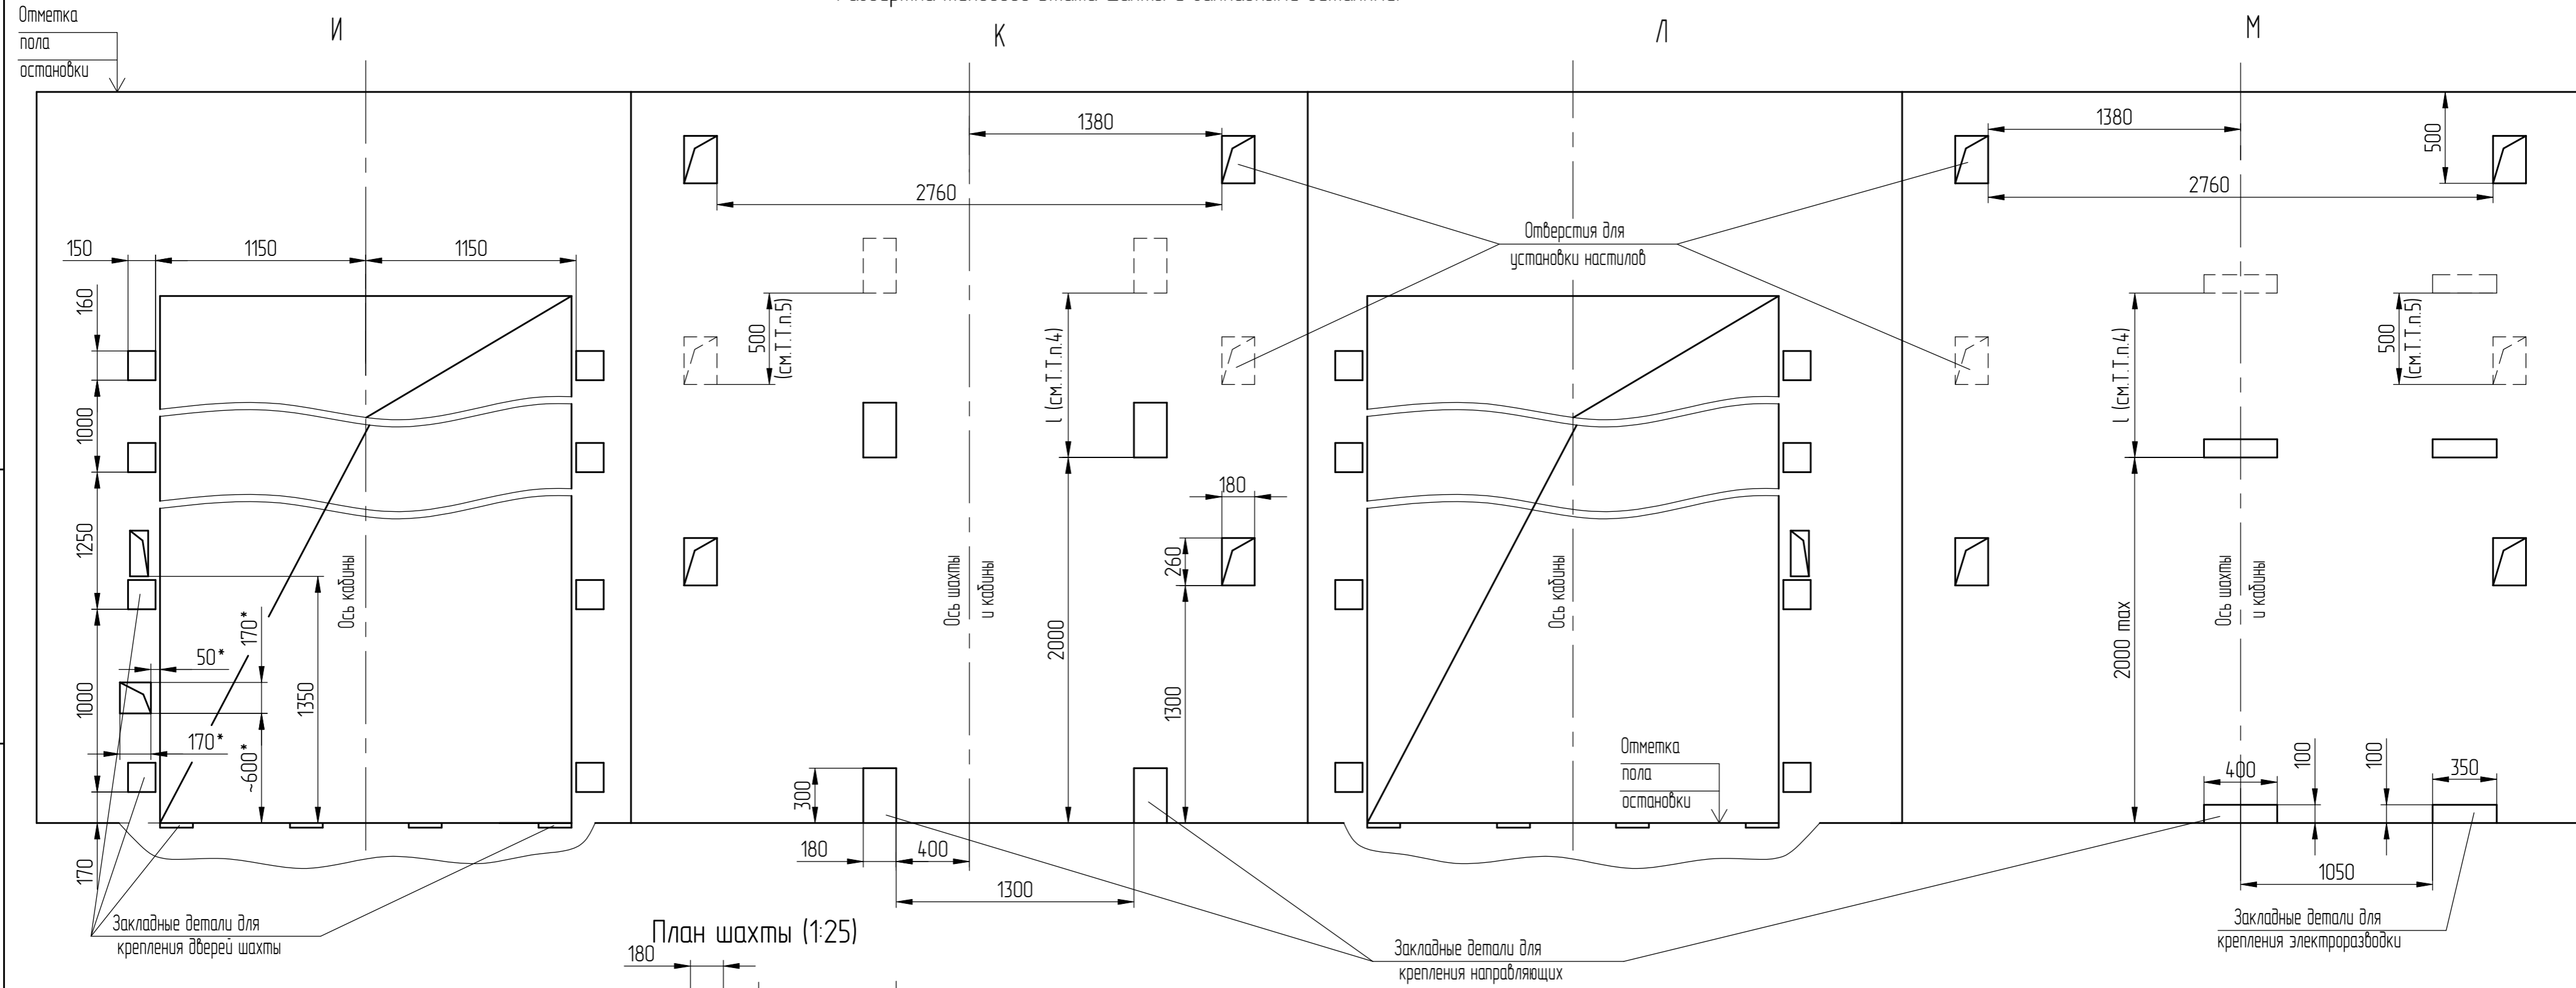 И
К
Л
М
Отметка
пола
остановки
1380
2760
1380
500
2760
150
1150
1150
160
1000
1250
1000
170
50*
170*
170*
~600*
1350
Ось кабины
500
(см.Т.Т.п.5)
l (см.Т.Т.п.4)
180
260
1300
2000
Ось шахты
и кабины
300
180
400
1300
Отверстия для
установки настилов
Ось кабины
Отметка
пола
остановки
l (см.Т.Т.п.4)
500
(см.Т.Т.п.5)
2000 max
Ось шахты
и кабины
400
100
100
350
1050
Закладные детали для
крепления дверей шахты
План шахты (1:25)
180
Закладные детали для
крепления направляющих
Закладные детали для
крепления электроразводки